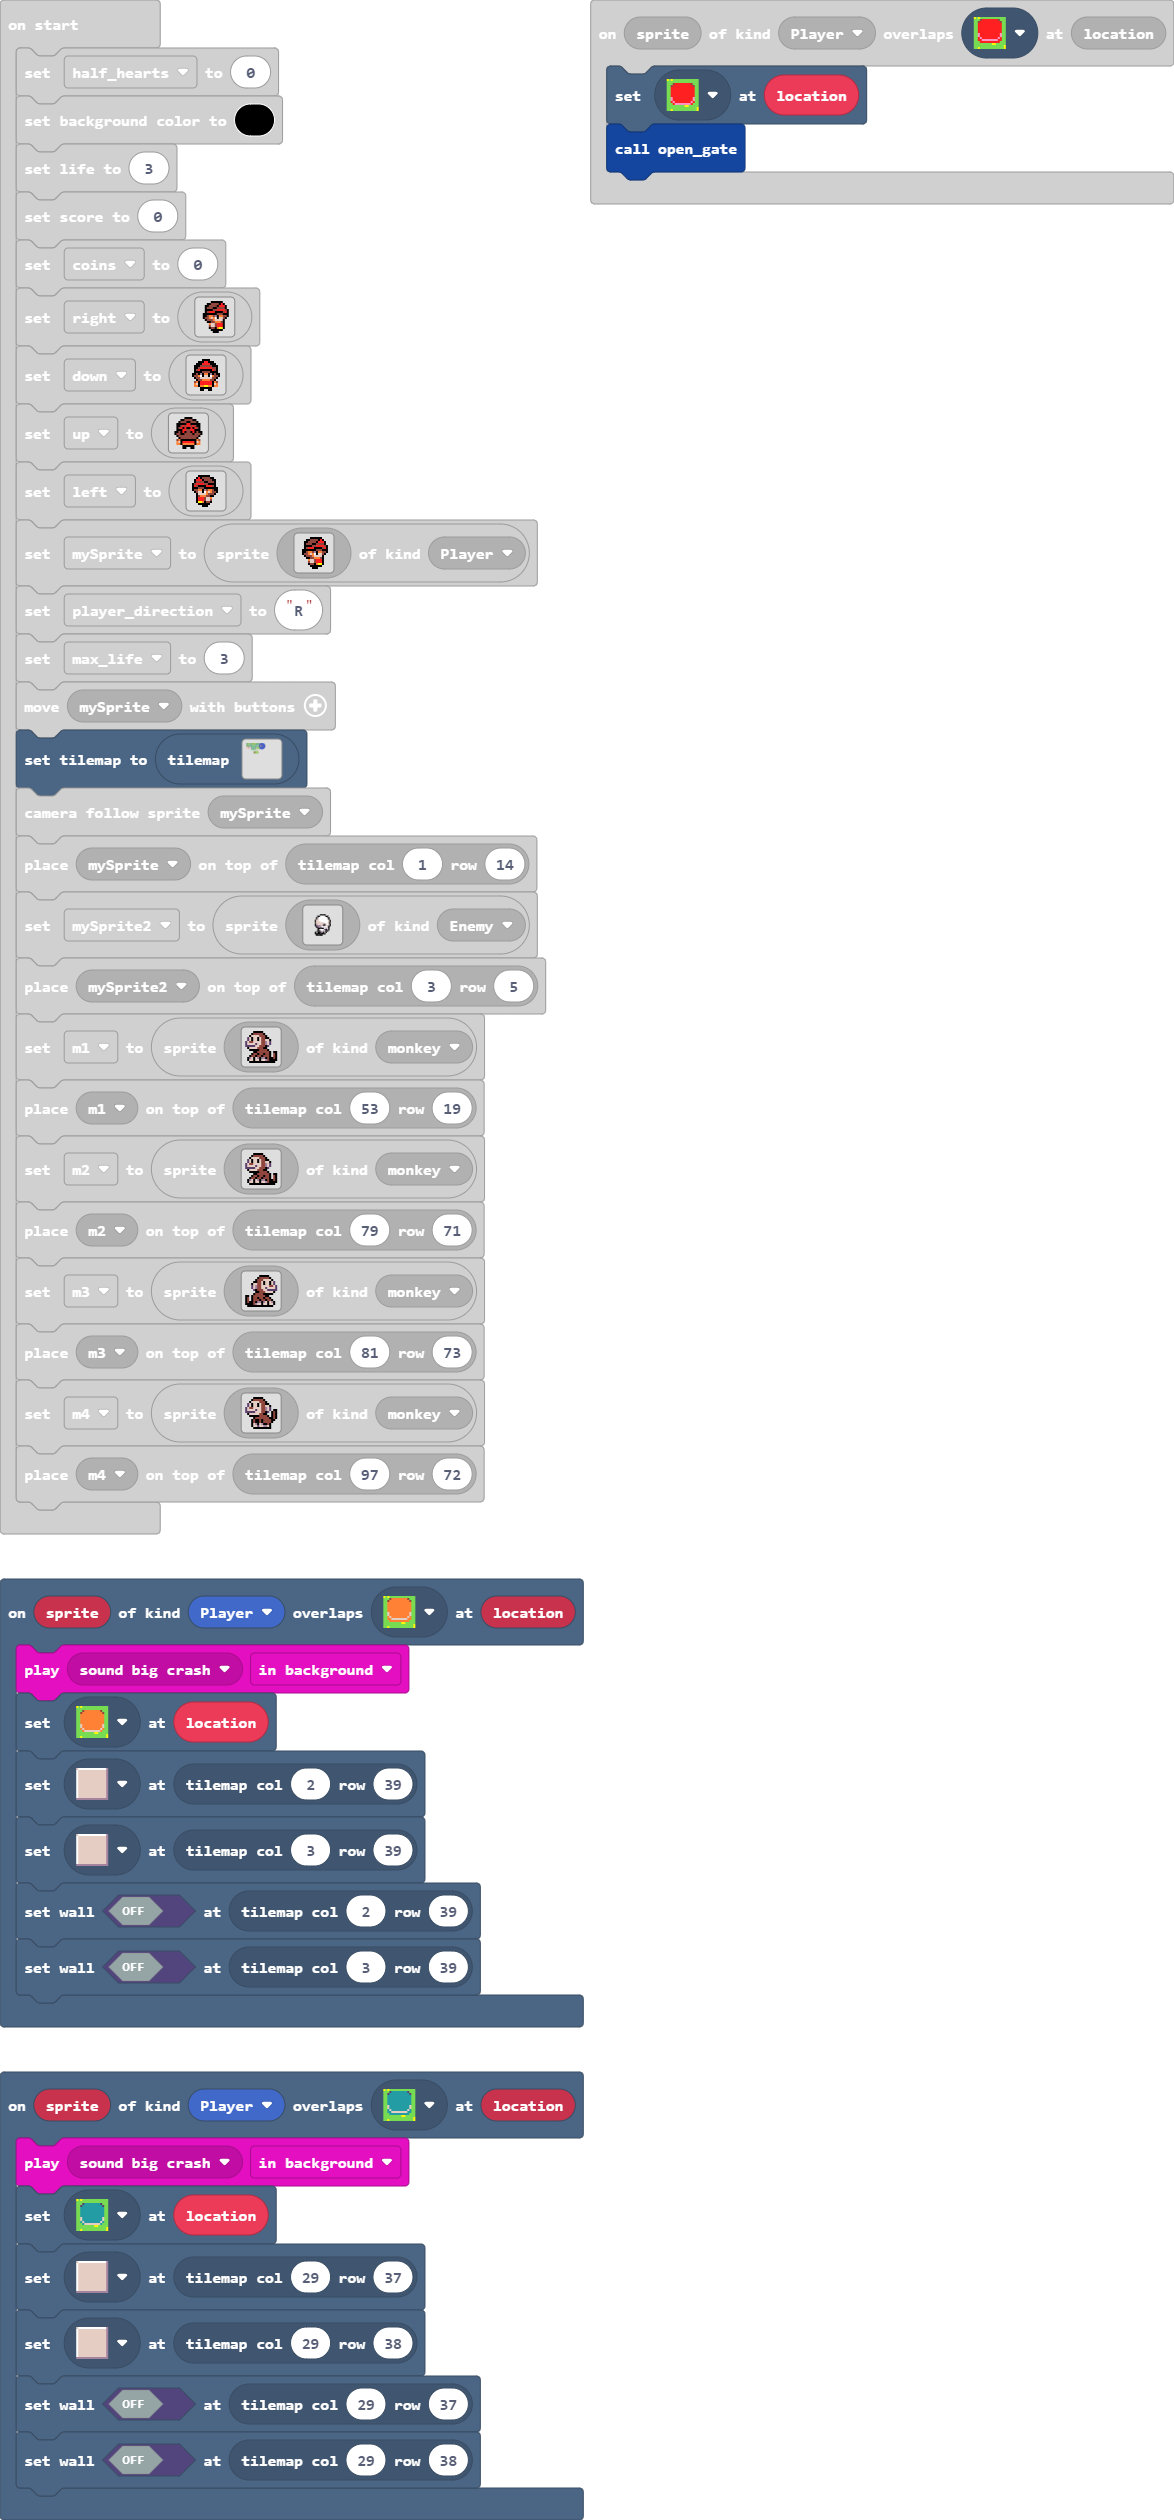 on start
set half_hearts to 0
set background color to
set life to 3
set score to 0
set coins to 0
set right to
set down to
set up to
set left to
set mySprite to sprite of kind Player
set player_direction to "R"
set max_life to 3
move mySprite with buttons
set tilemap to tilemap
camera follow sprite mySprite
place mySprite on top of tilemap col 1 row 14
set mySprite2 to sprite of kind Enemy
place mySprite2 on top of tilemap col 3 row 5
set m1 to sprite of kind monkey
place m1 on top of tilemap col 53 row 19
set m2 to sprite of kind monkey
place m2 on top of tilemap col 79 row 71
set m3 to sprite of kind monkey
place m3 on top of tilemap col 81 row 73
set m4 to sprite of kind monkey
place m4 on top of tilemap col 97 row 72
on sprite of kind Player overlaps at location
set at location
call open_gate
on sprite of kind Player overlaps at location
play sound big crash in background
set at location
set at tilemap col 2 row 39
set at tilemap col 3 row 39
set wall OFF at tilemap col 2 row 39
set wall OFF at tilemap col 3 row 39
on sprite of kind Player overlaps at location
play sound big crash in background
set at location
set at tilemap col 29 row 37
set at tilemap col 29 row 38
set wall OFF at tilemap col 29 row 37
set wall OFF at tilemap col 29 row 38